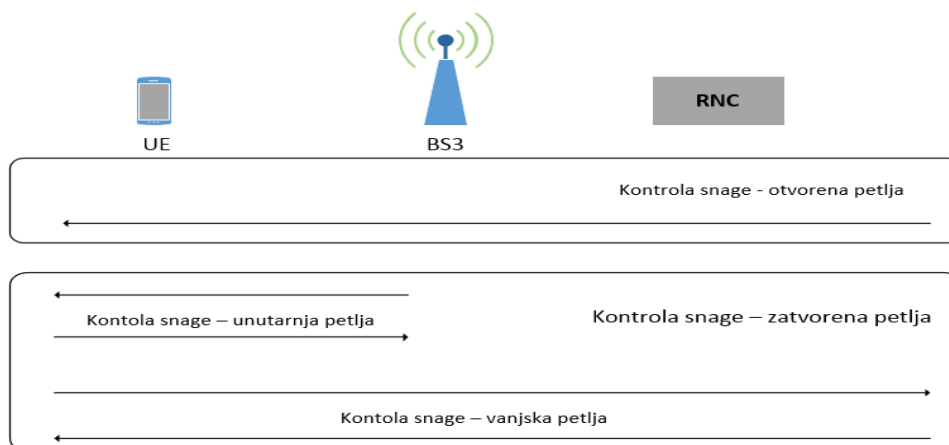 RNC
UE
BS3
Kontrola snage - otvorena petlja
Kontola snage – unutarnja petlja
Kontrola snage – zatvorena petlja
Kontola snage – vanjska petlja